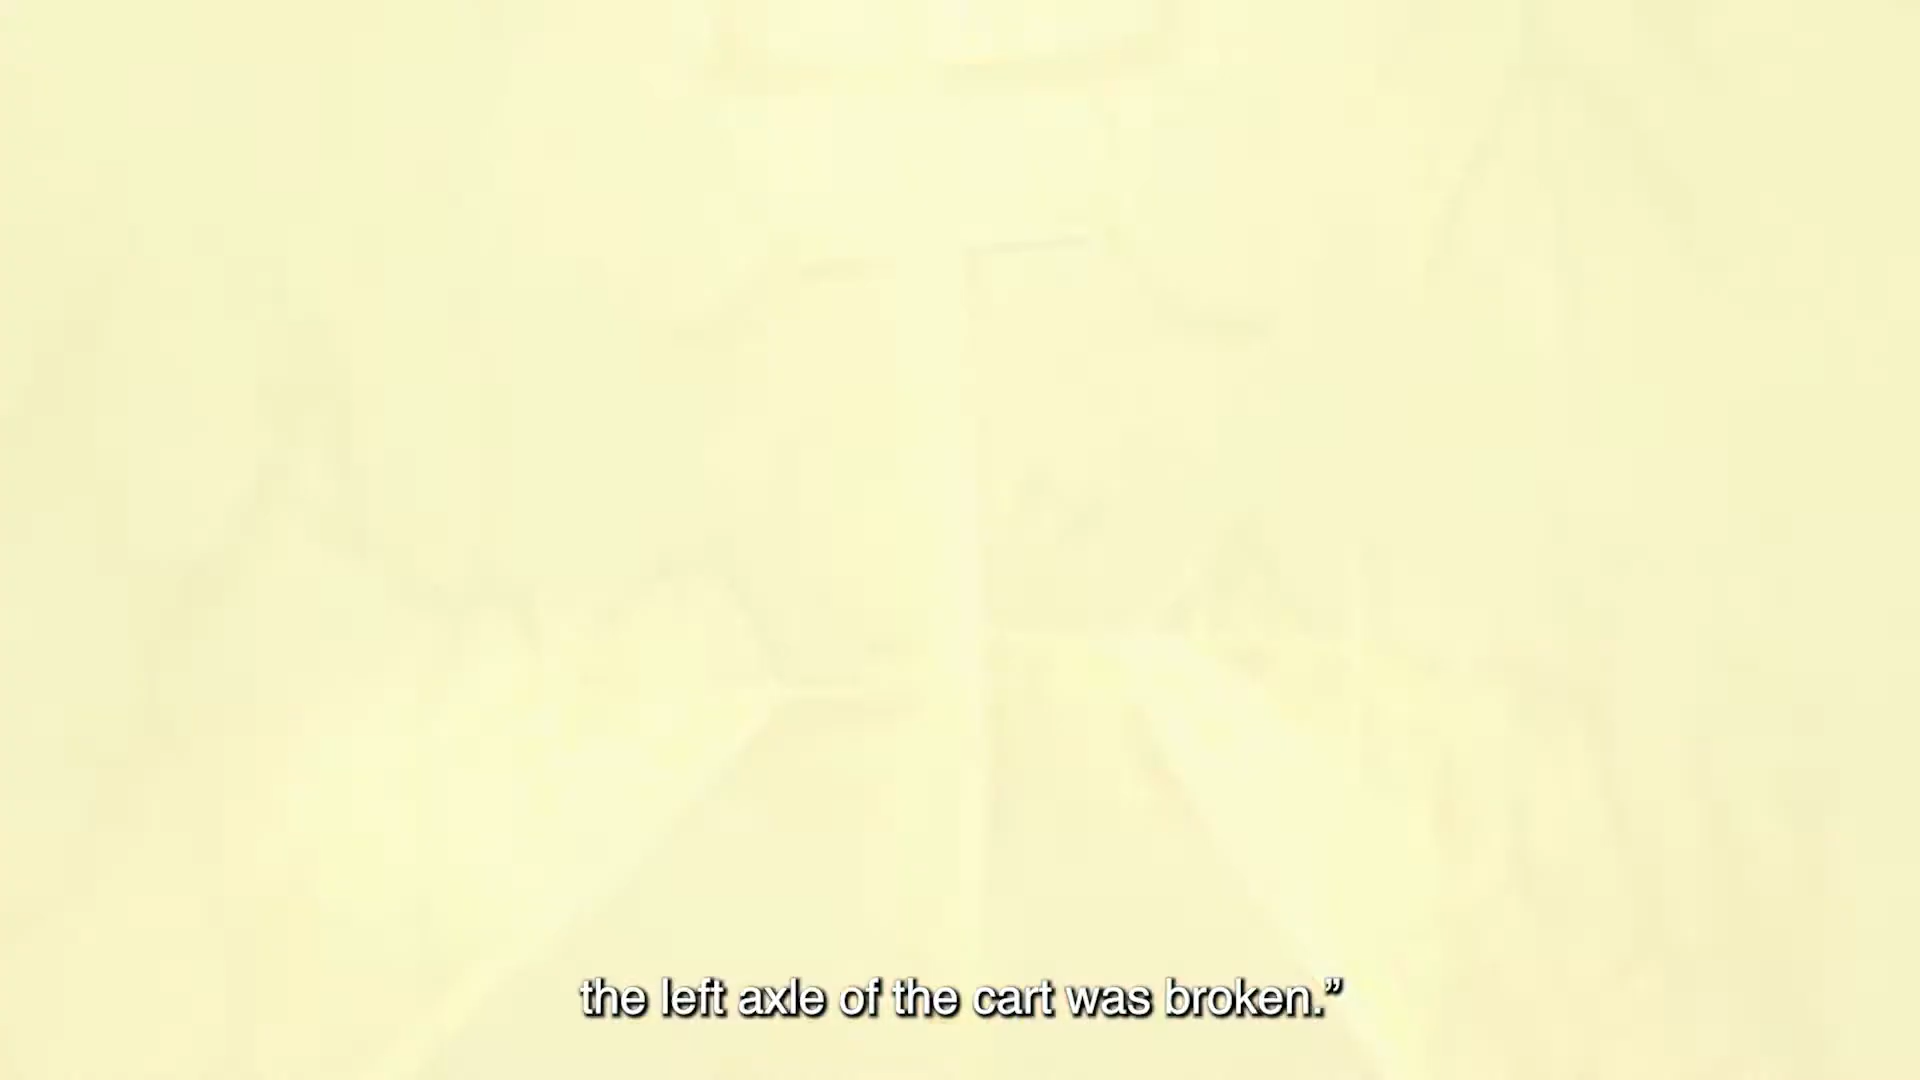 the left axle of the cart was broken.”